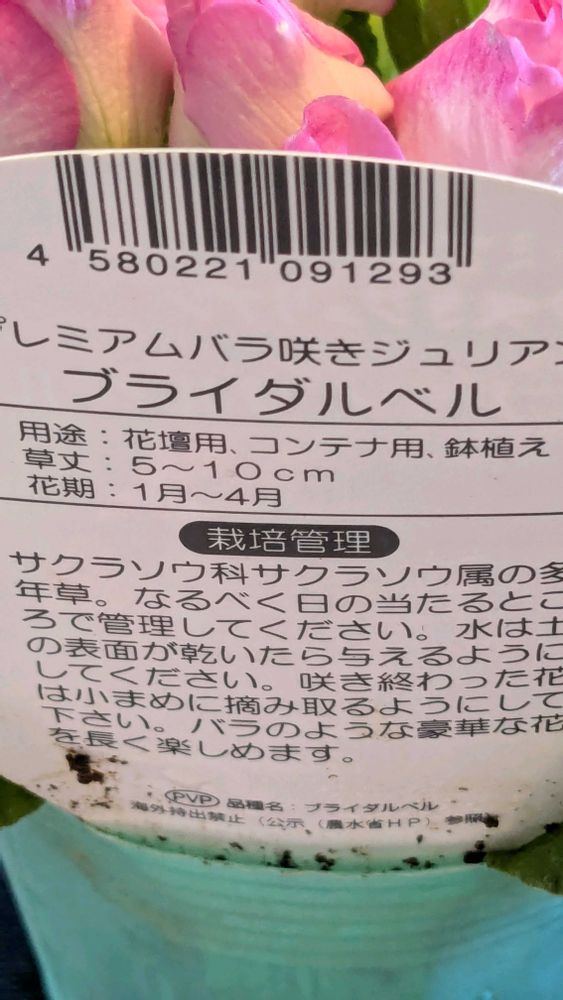 4 580221 091293
プレミアムバラ咲きジュリアン
ブライダルベル
用途：花壇用、コンテナ用、鉢植え
草丈：5～10cm
花期：1月～4月
栽培管理
サクラソウ科サクラソウ属の多
年草。なるべく日の当たるとこ
ろで管理してください。水は土
の表面が乾いたら与えるように
してください。咲き終わった花
は小まめに摘み取るようにして
下さい。バラのような豪華な花
を長く楽しめます。
PVP 品種名：ブライダルベル
海外持出禁止（公示（農水省HP）参照